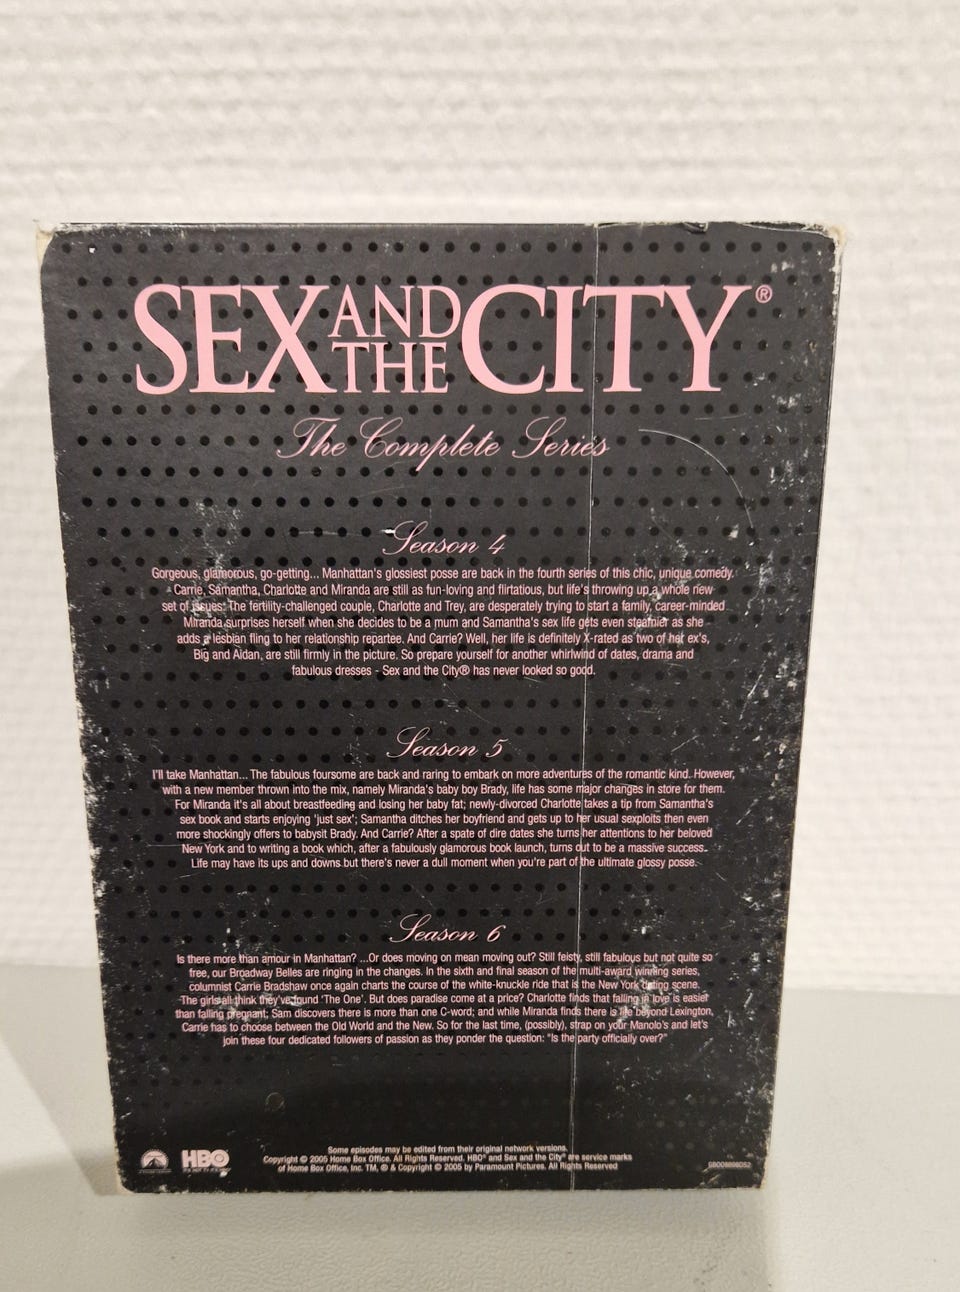 SEX AND THE CITY®
The Complete Series
Season 4
Gorgeous, glamorous, go-getting... Manhattan's glossiest posse are back in the fourth series of this chic, unique comedy.
Carrie, Samantha, Charlotte and Miranda are still as fun-loving and flirtatious, but life's throwing up a whole new
set of issues: The fertility-challenged couple, Charlotte and Trey, are desperately trying to start a family, career-minded
Miranda surprises herself when she decides to be a mum and Samantha's sex life gets even steamier as she
adds a lesbian fling to her relationship repartee. And Carrie? Well, her life is definitely X-rated as two of her ex's,
Big and Aidan, are still firmly in the picture. So prepare yourself for another whirlwind of dates, drama and
fabulous dresses - Sex and the City® has never looked so good.
Season 5
I'll take Manhattan... The fabulous foursome are back and raring to embark on more adventures of the romantic kind. However,
with a new member thrown into the mix, namely Miranda's baby boy Brady, life has some major changes in store for them.
For Miranda it's all about breastfeeding and losing her baby fat; newly-divorced Charlotte takes a tip from Samantha's
sex book and starts enjoying 'just sex'; Samantha ditches her boyfriend and gets up to her usual sexploits then even
more shockingly offers to babysit Brady. And Carrie? After a spate of dire dates she turns her attentions to her beloved
New York and to writing a book which, after a fabulously glamorous book launch, turns out to be a massive success.
Life may have its ups and downs but there's never a dull moment when you're part of the ultimate glossy posse.
Season 6
Is there more than amour in Manhattan? ...Or does moving on mean moving out? Still feisty, still fabulous but not quite so
free, our Broadway Belles are ringing in the changes. In the sixth and final season of the multi-award winning series,
columnist Carrie Bradshaw once again charts the course of the white-knuckle ride that is the New York dating scene.
The girls all think they've found 'The One'. But does paradise come at a price? Charlotte finds that falling in love is easier
than falling pregnant; Sam discovers there is more than one C-word; and while Miranda finds there is life beyond Lexington,
Carrie has to choose between the Old World and the New. So for the last time, (possibly), strap on your Manolo's and let's
join these four dedicated followers of passion as they ponder the question: "Is the party officially over?"
Some episodes may be edited from their original network versions.
Copyright © 2005 Home Box Office. All Rights Reserved. HBO® and Sex and the City® are service marks
of Home Box Office, Inc. TM, ® & Copyright © 2005 by Paramount Pictures. All Rights Reserved
HBO